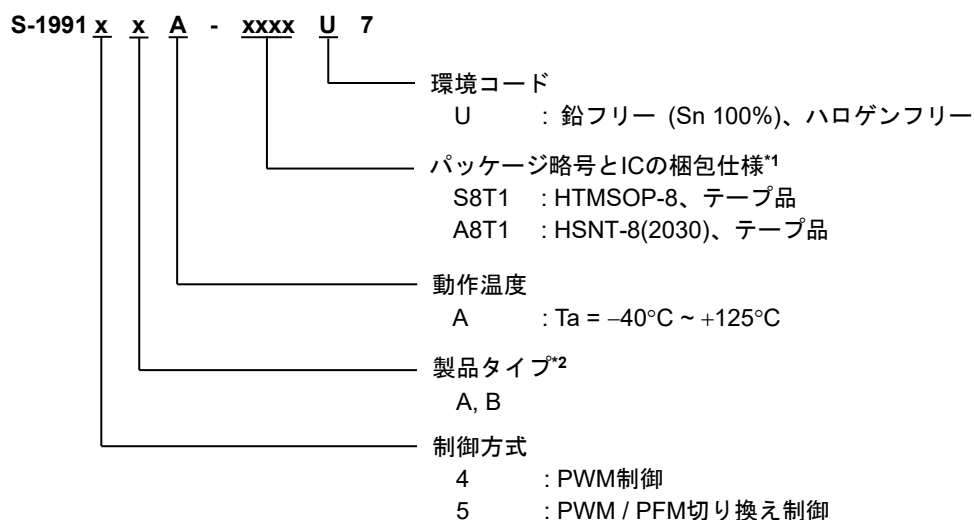 S-1991 x x A - xxxx U 7
環境コード
U : 鉛フリー (Sn 100%)、ハロゲンフリー
パッケージ略号とICの梱包仕様*1
S8T1 : HTMSOP-8、テープ品
A8T1 : HSNT-8(2030)、テープ品
動作温度
A : Ta = −40°C ~ +125°C
製品タイプ*2
A, B
制御方式
4 : PWM制御
5 : PWM / PFM切り換え制御